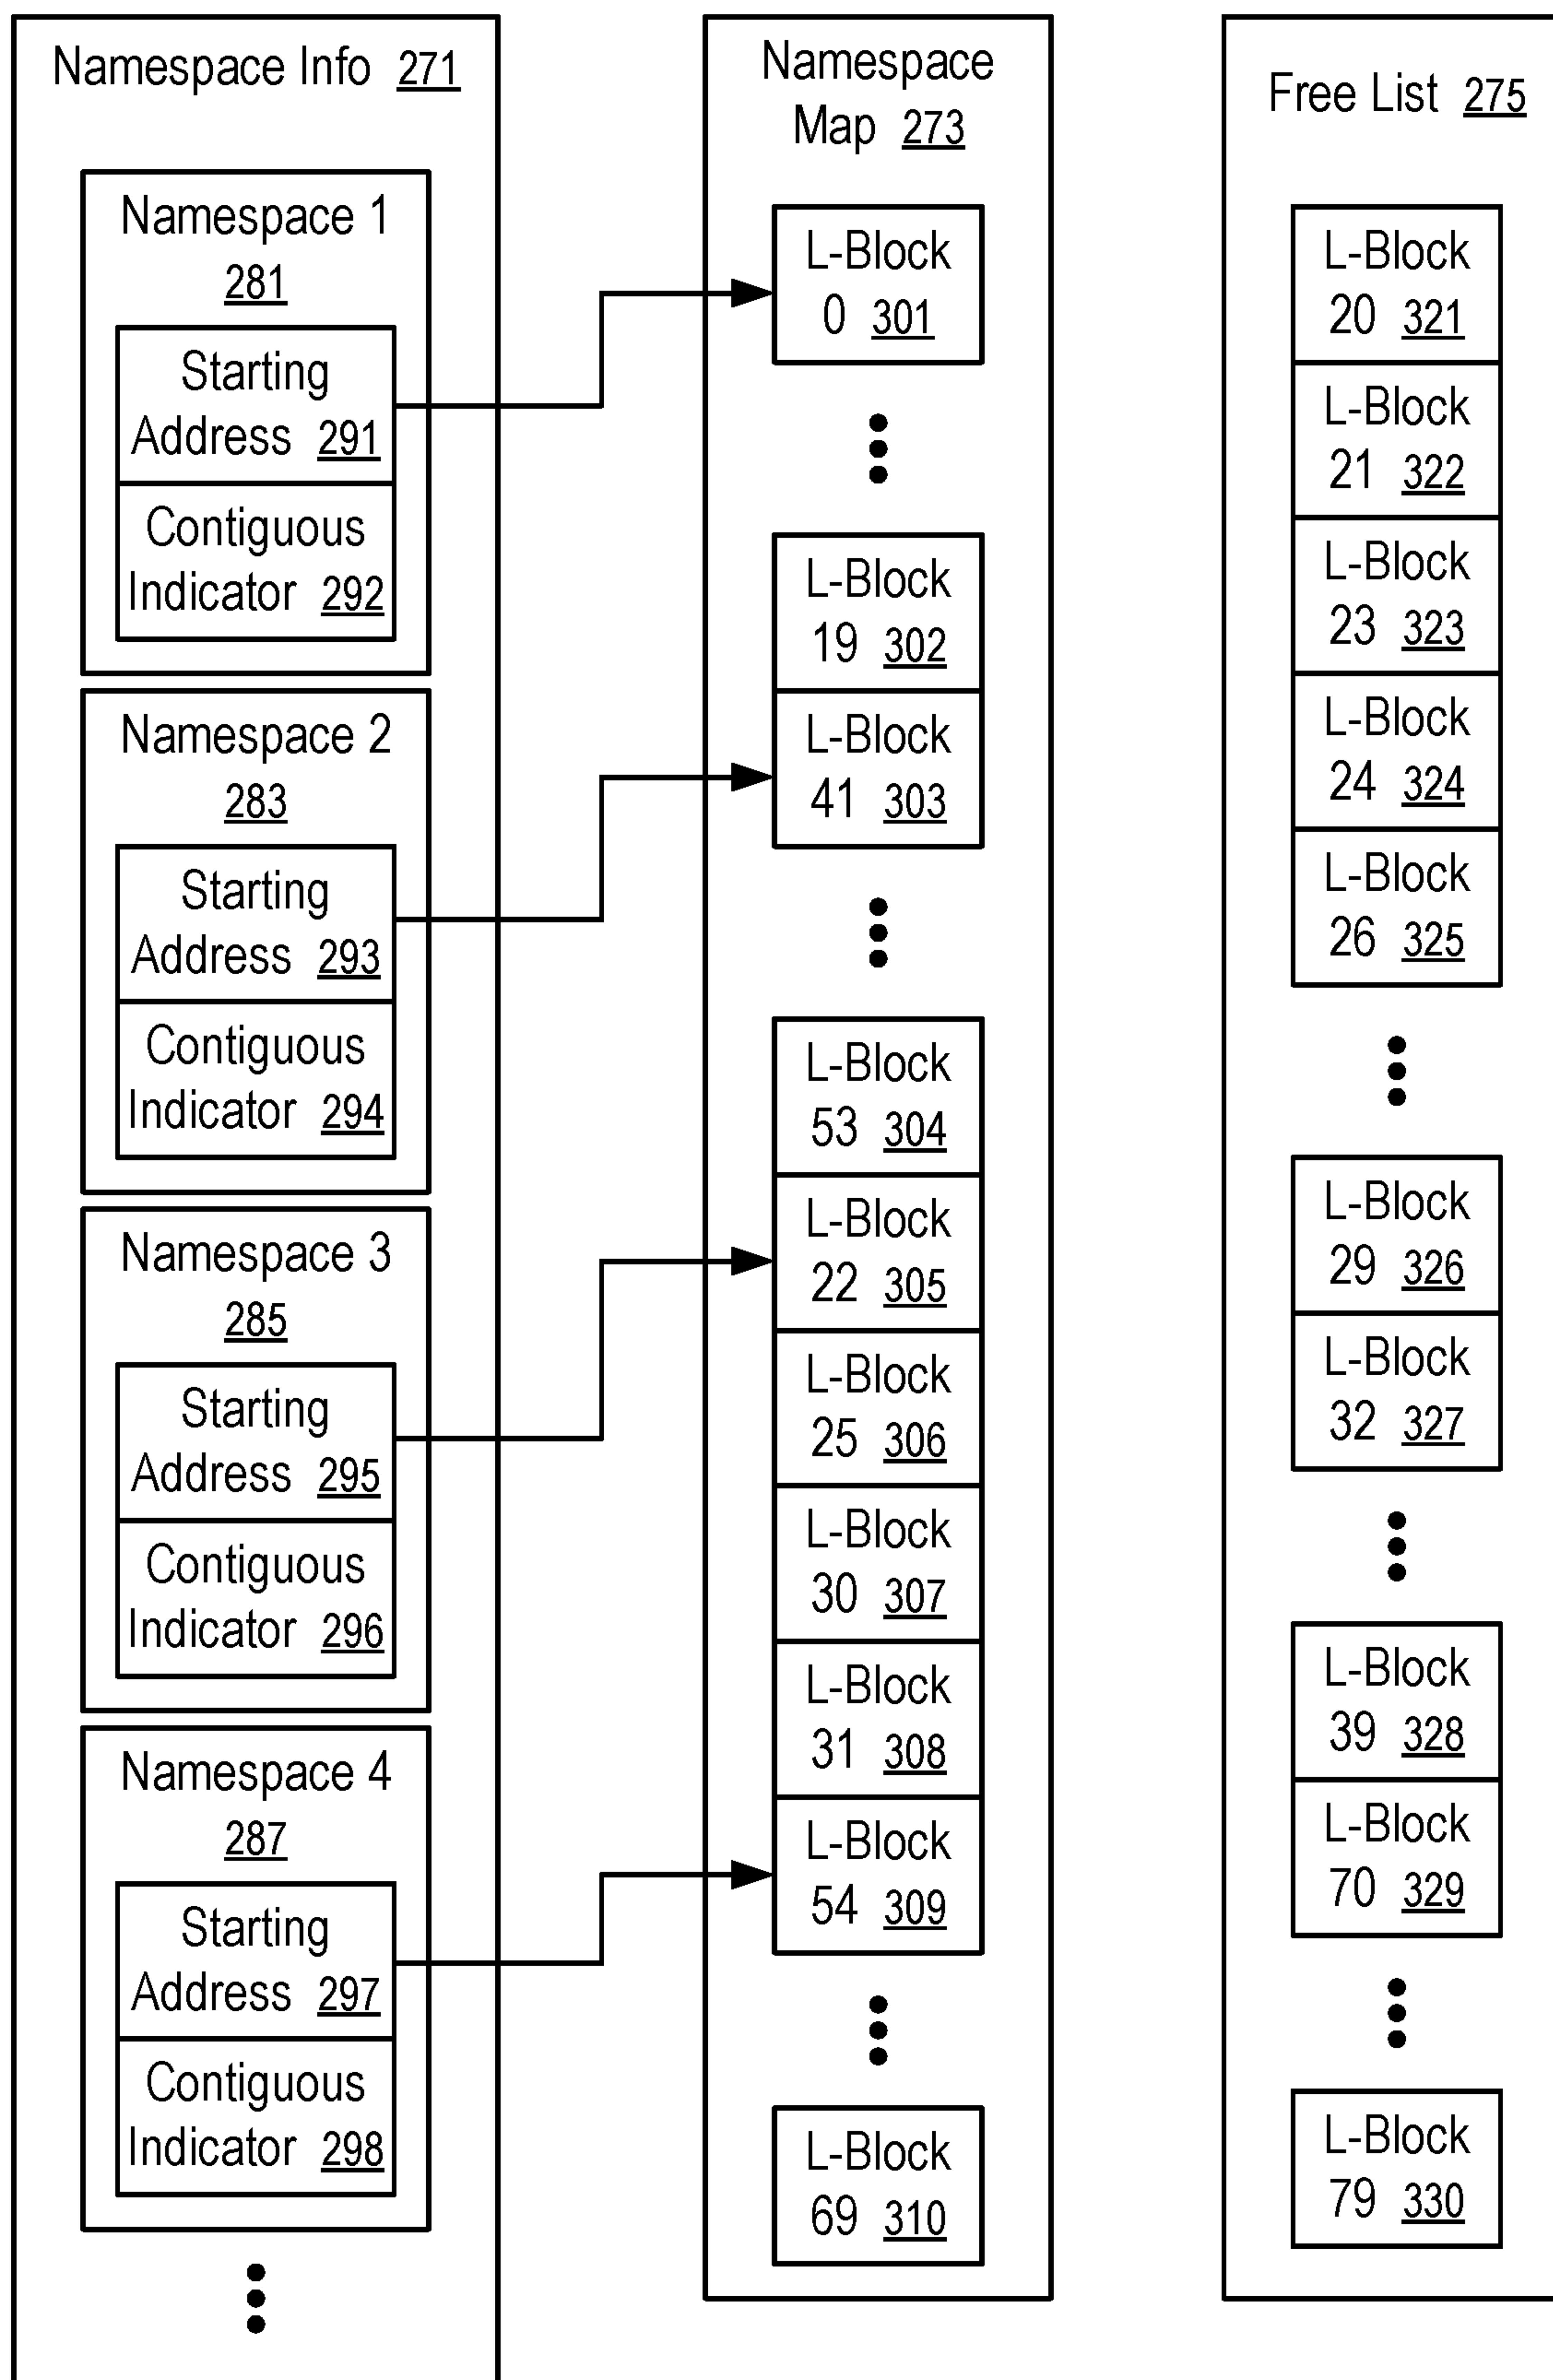 Namespace Info 271
Namespace 1
281
Starting
Address 291
Contiguous
Indicator 292
Namespace 2
283
Starting
Address 293
Contiguous
Indicator 294
Namespace 3
285
Starting
Address 295
Contiguous
Indicator 296
Namespace 4
287
Starting
Address 297
Contiguous
Indicator 298
Namespace
Map 273
L-Block
0 301
L-Block
19 302
L-Block
41 303
L-Block
53 304
L-Block
22 305
L-Block
25 306
L-Block
30 307
L-Block
31 308
L-Block
54 309
L-Block
69 310
Free List 275
L-Block
20 321
L-Block
21 322
L-Block
23 323
L-Block
24 324
L-Block
26 325
L-Block
29 326
L-Block
32 327
L-Block
39 328
L-Block
70 329
L-Block
79 330